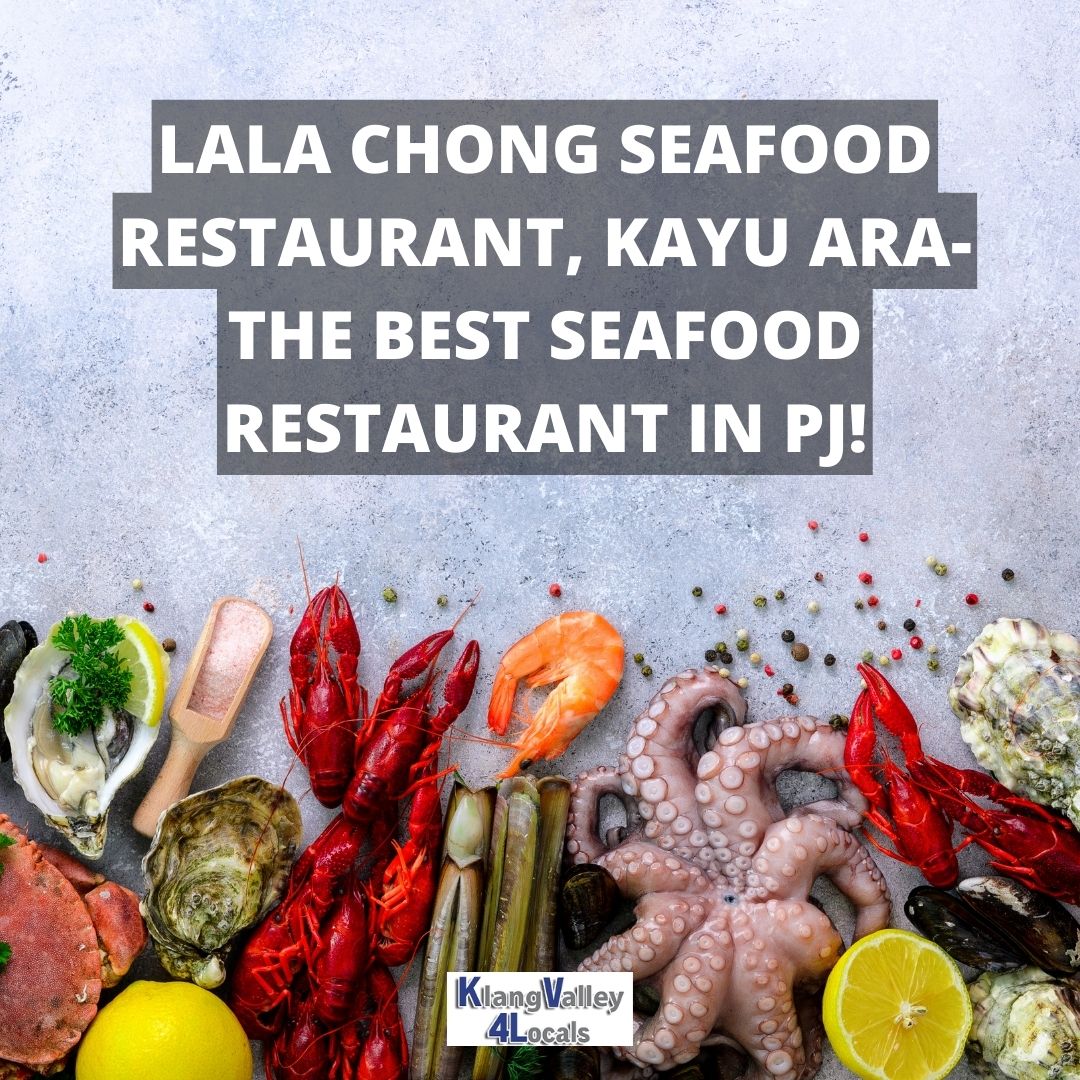 LALA CHONG SEAFOOD
RESTAURANT, KAYU ARA-
THE BEST SEAFOOD
RESTAURANT IN PJ!
KlangValley
4Locals